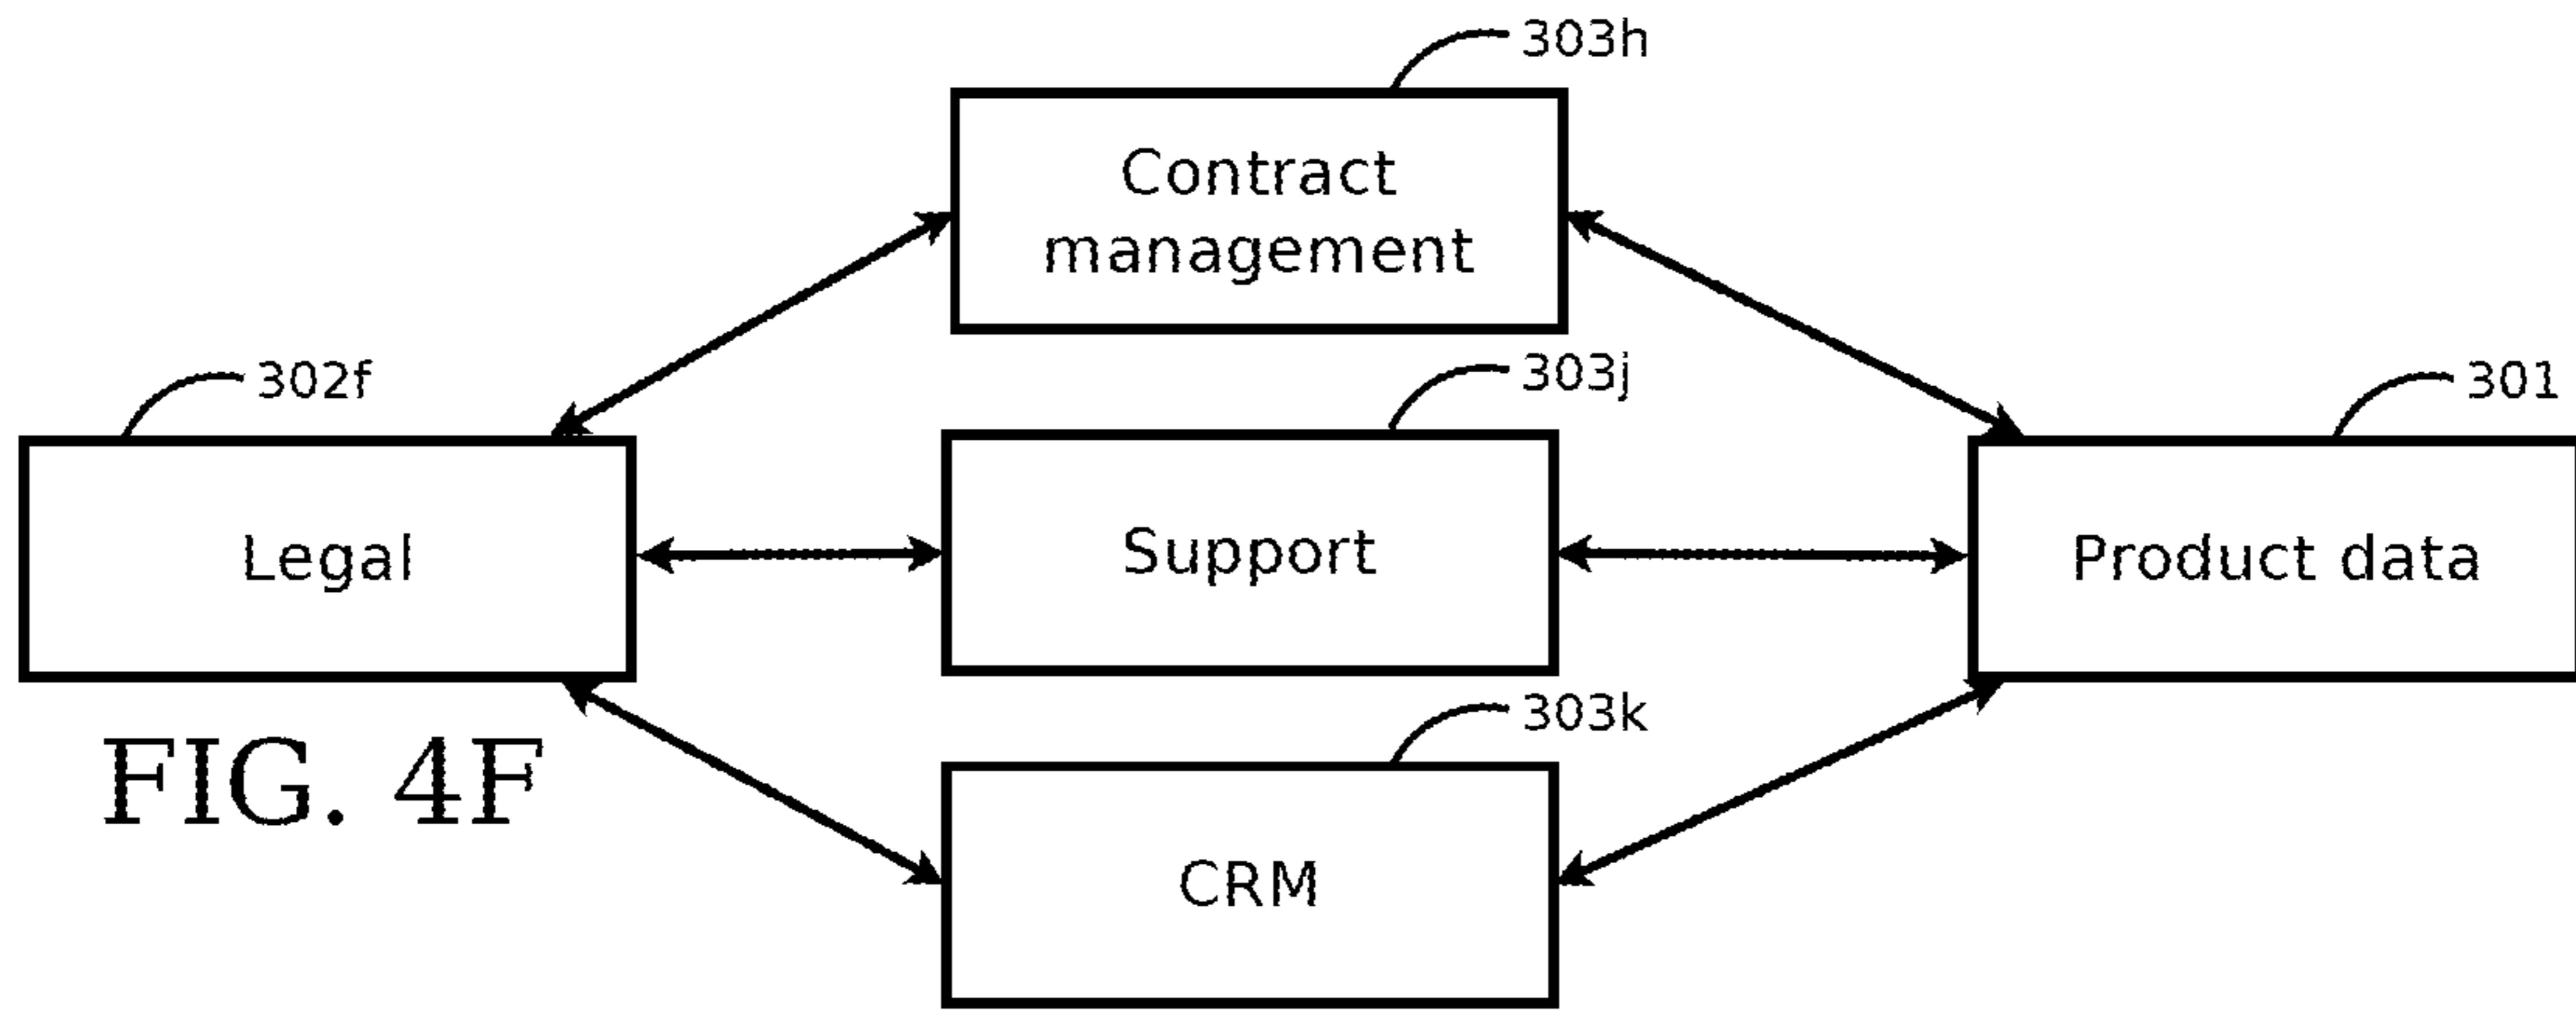 303h
Contract
management
302f
303j
301
Legal
Support
Product data
303k
FIG. 4F
CRM